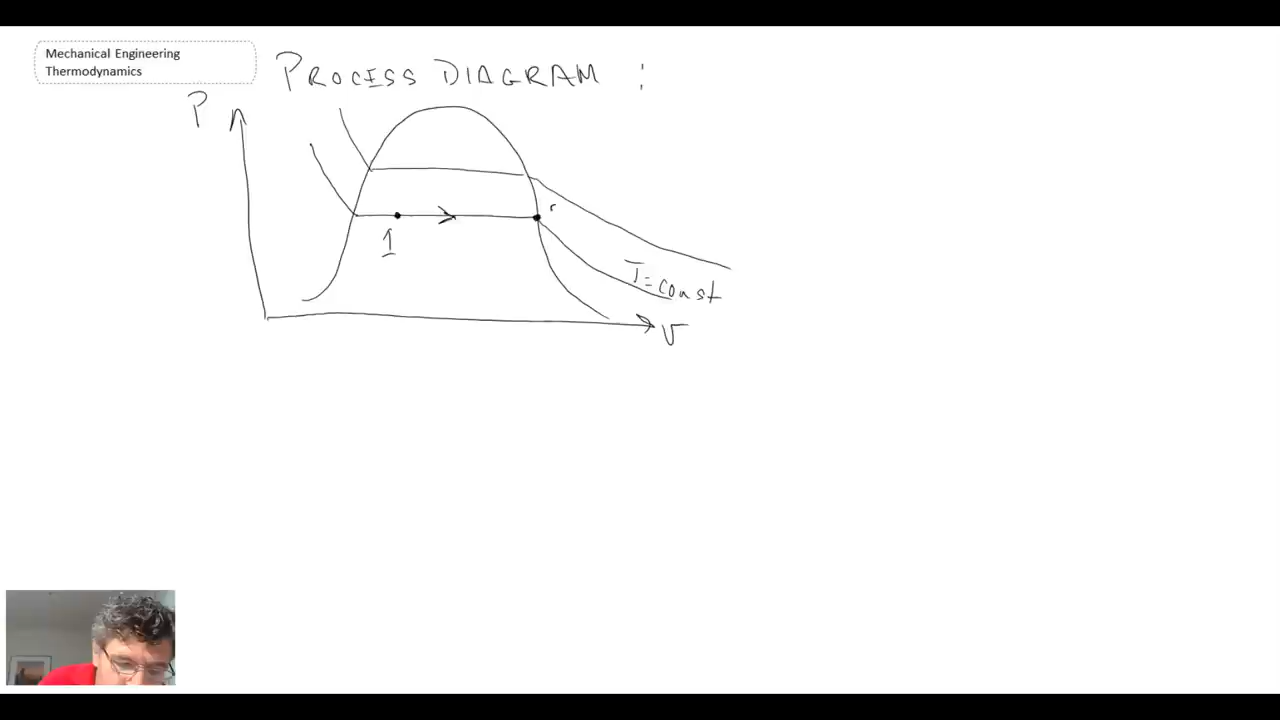 Mechanical Engineering
Thermodynamics
PROCESS DIAGRAM :
P
1
T=const
v